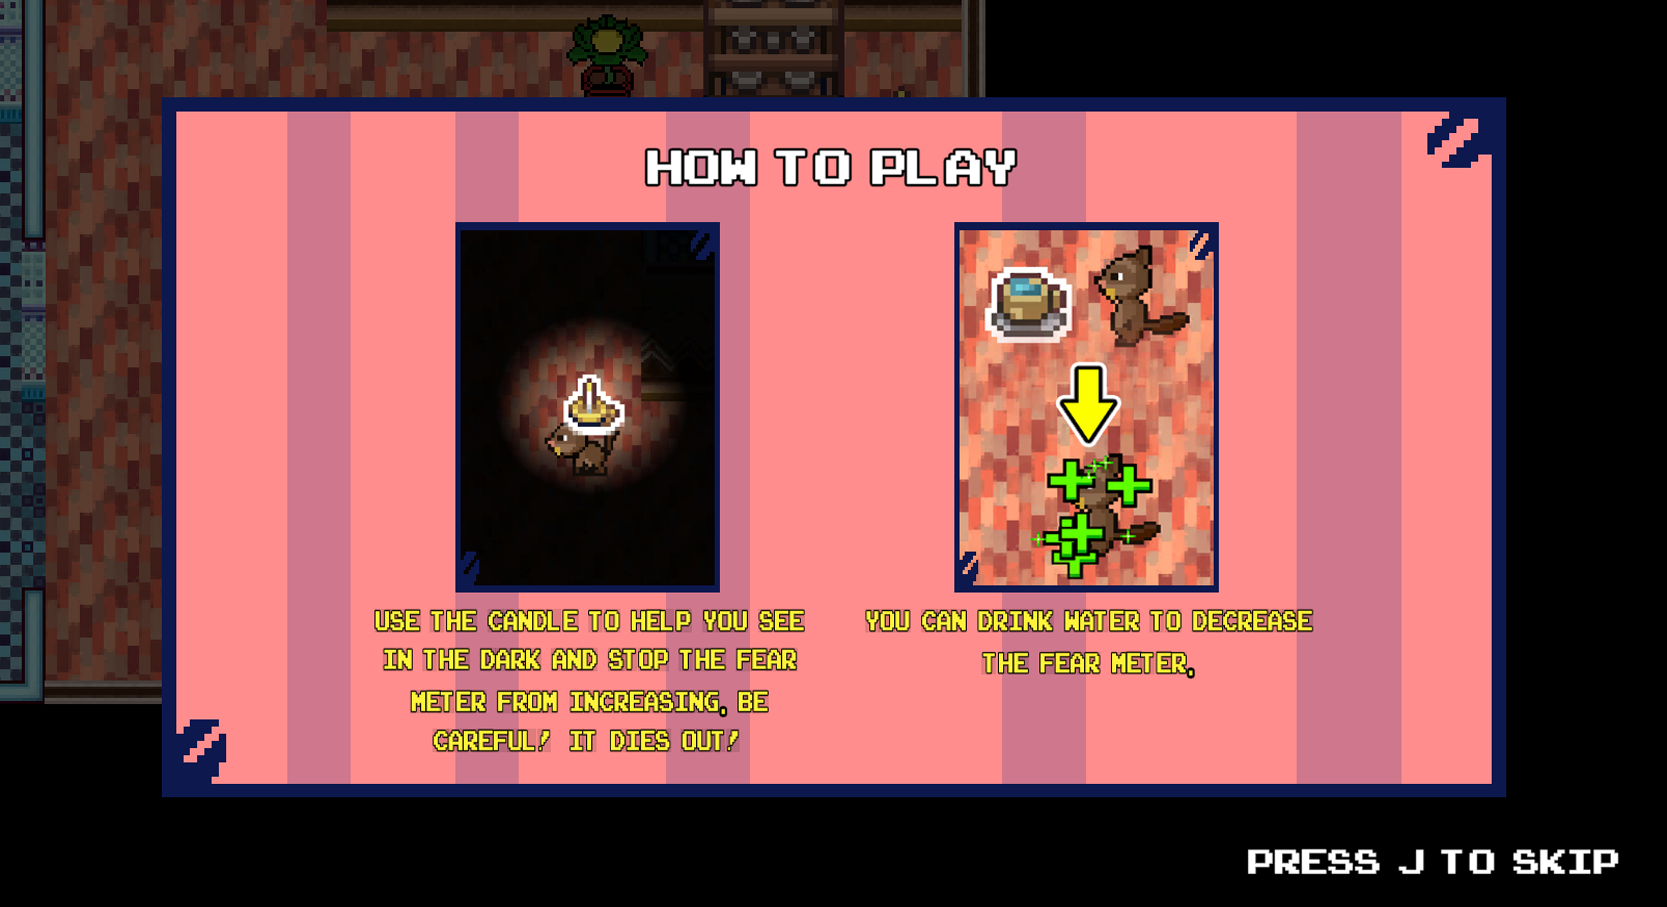 HOW TO PLAY
USE THE CANDLE TO HELP YOU SEE
IN THE DARK AND STOP THE FEAR
METER FROM INCREASING. BE
CAREFUL! IT DIES OUT!
YOU CAN DRINK WATER TO DECREASE
THE FEAR METER.
PRESS J TO SKIP